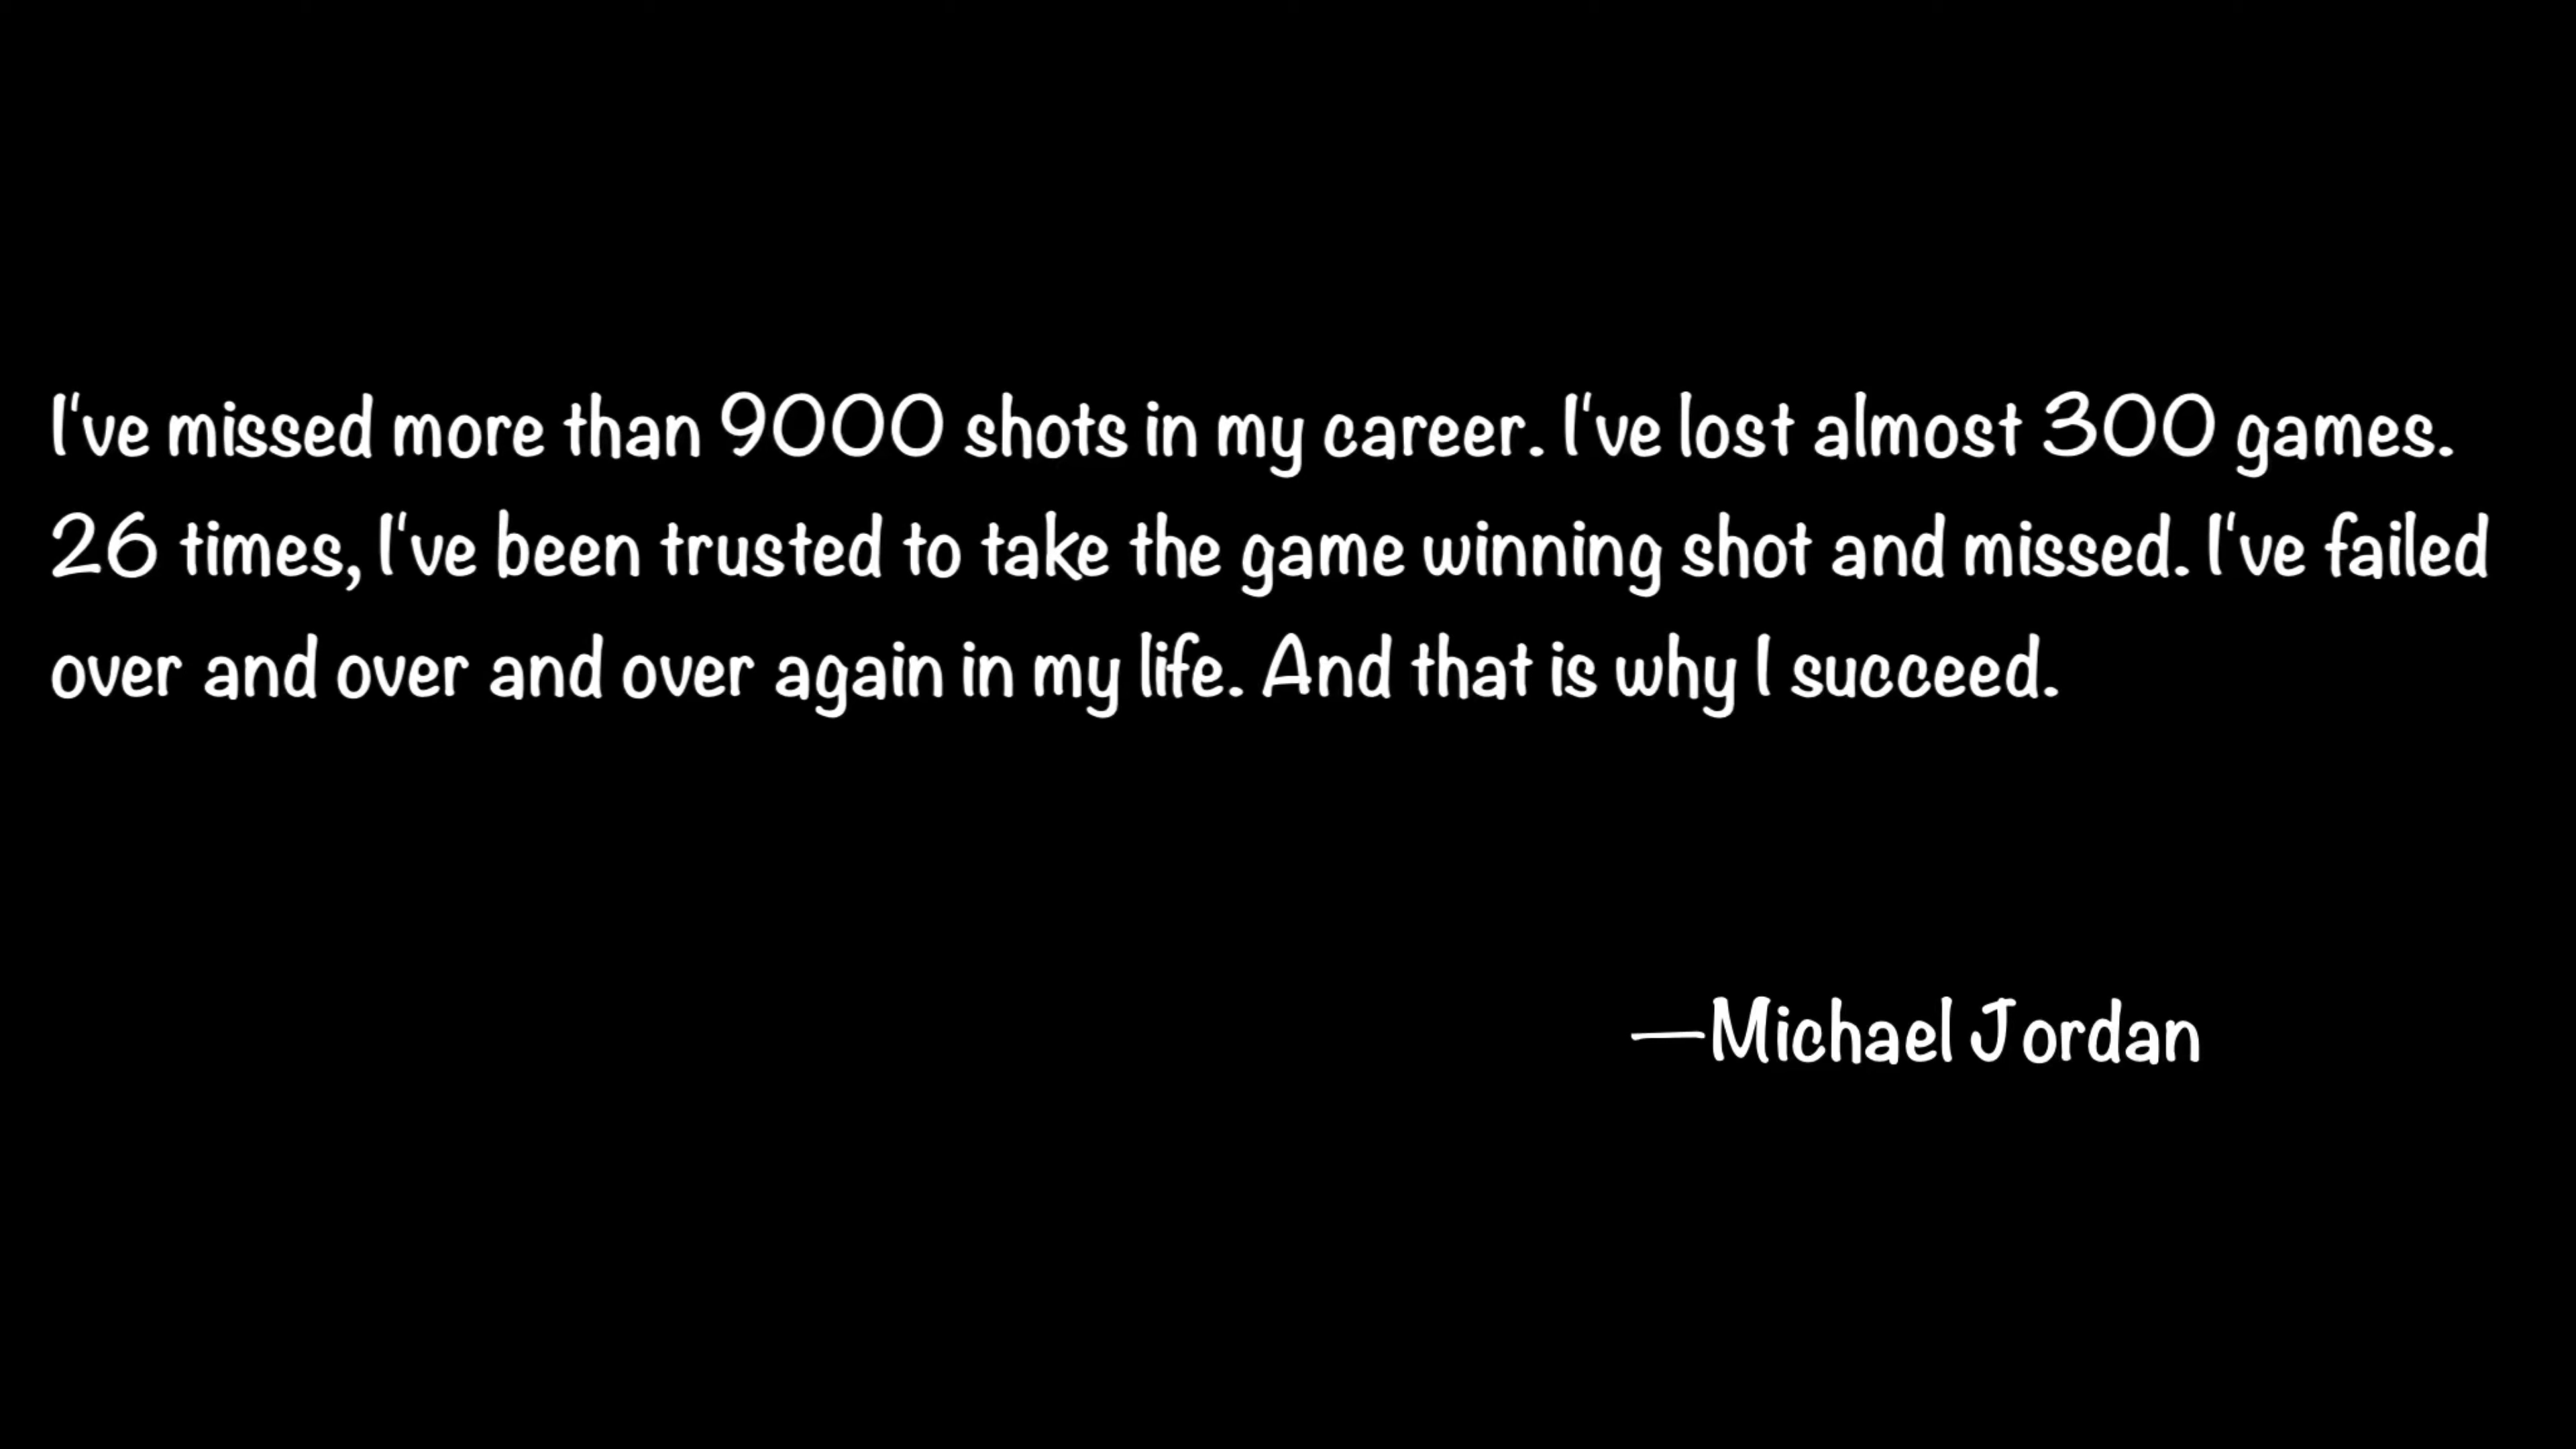 I've missed more than 9000 shots in my career. I've lost almost 300 games.
26 times, I've been trusted to take the game winning shot and missed. I've failed
over and over and over again in my life. And that is why I succeed.
—Michael Jordan